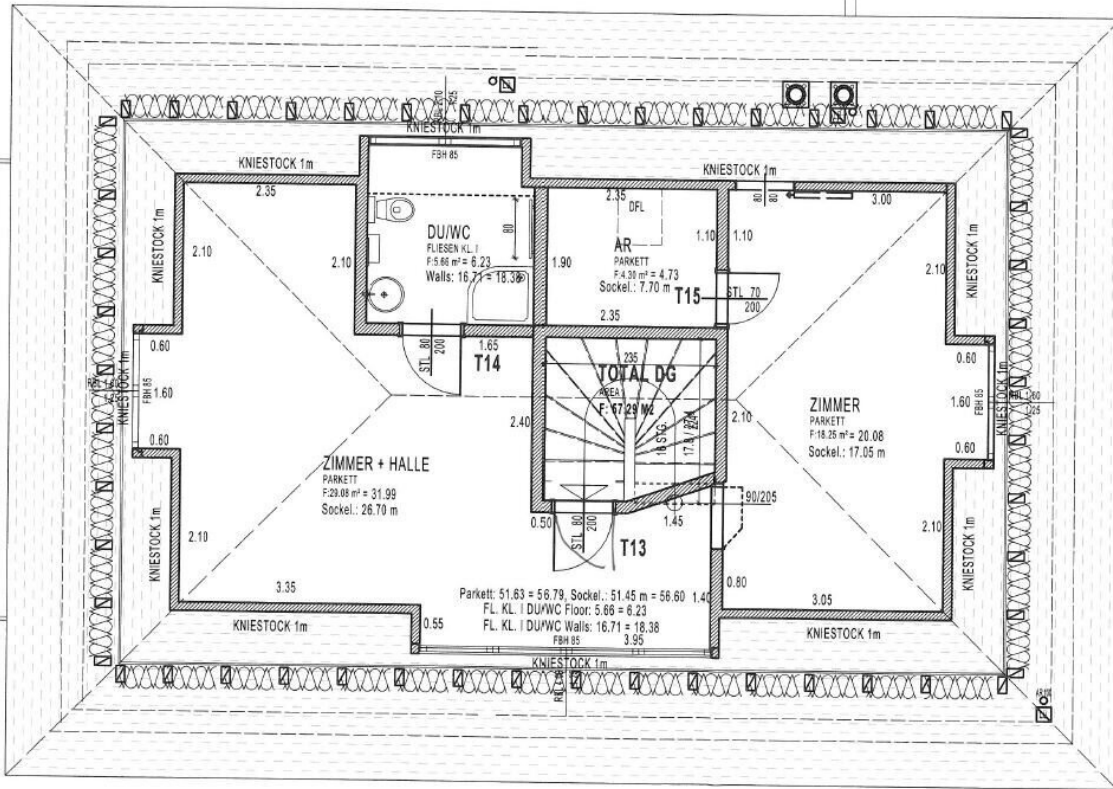 KNIESTOCK 1m
FBH 85
KNIESTOCK 1m
KNIESTOCK 1m
2.35
2.35
3.00
DFL
80
80
KNIESTOCK 1m
KNIESTOCK 1m
2.10
2.10
DU/WC
FLIESEN KL. I
F:5.66 m² = 6.23
Walls: 16.71 = 18.38
80
1.90
AR
PARKETT
F:4.30 m² = 4.73
Sockel.: 7.70 m
1.10
1.10
2.10
T15
STL 70
200
2.35
STL 80
200
1.65
T14
0.60
1.60
0.60
FBH 85
KNIESTOCK 1m
235
TOTAL DG
AREA
F: 57.29 M2
16 STG.
2.40
2.10
ZIMMER
PARKETT
F:18.25 m² = 20.08
Sockel.: 17.05 m
0.60
1.60
0.60
FBH 85
KNIESTOCK 1m
ZIMMER + HALLE
PARKETT
F:29.08 m² = 31.99
Sockel.: 26.70 m
90/205
0.50
STL 80
200
1.45
T13
KNIESTOCK 1m
2.10
2.10
KNIESTOCK 1m
3.35
0.80
3.05
Parkett: 51.63 = 56.79, Sockel.: 51.45 m = 56.60
1.40
FL. KL. I DU/WC Floor: 5.66 = 6.23
FL. KL. I DU/WC Walls: 16.71 = 18.38
0.55
FBH 85
3.95
KNIESTOCK 1m
KNIESTOCK 1m
KNIESTOCK 1m